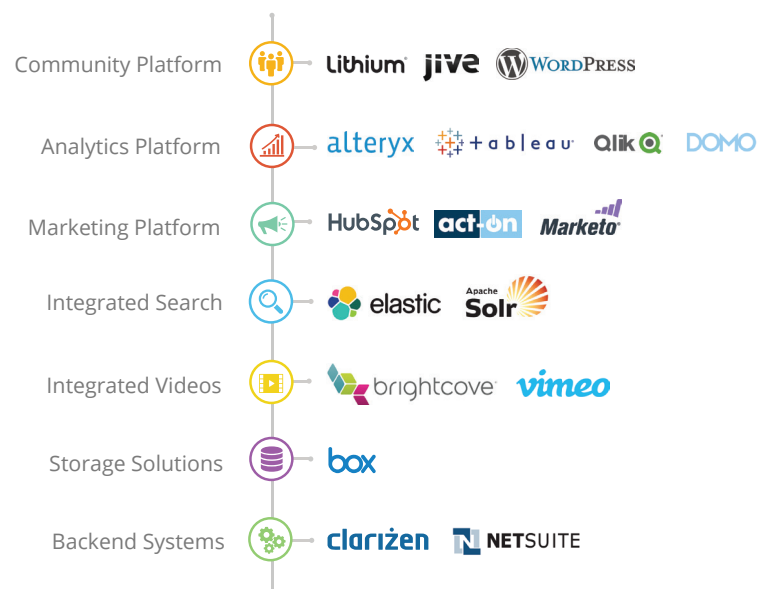 Community Platform Lithium jive WORDPRESS
Analytics Platform alteryx +ableau Qlik DOMO
Marketing Platform HubSpot act-on Marketo
Integrated Search elastic Apache Solr
Integrated Videos brightcove vimeo
Storage Solutions box
Backend Systems clarizen N NETSUITE